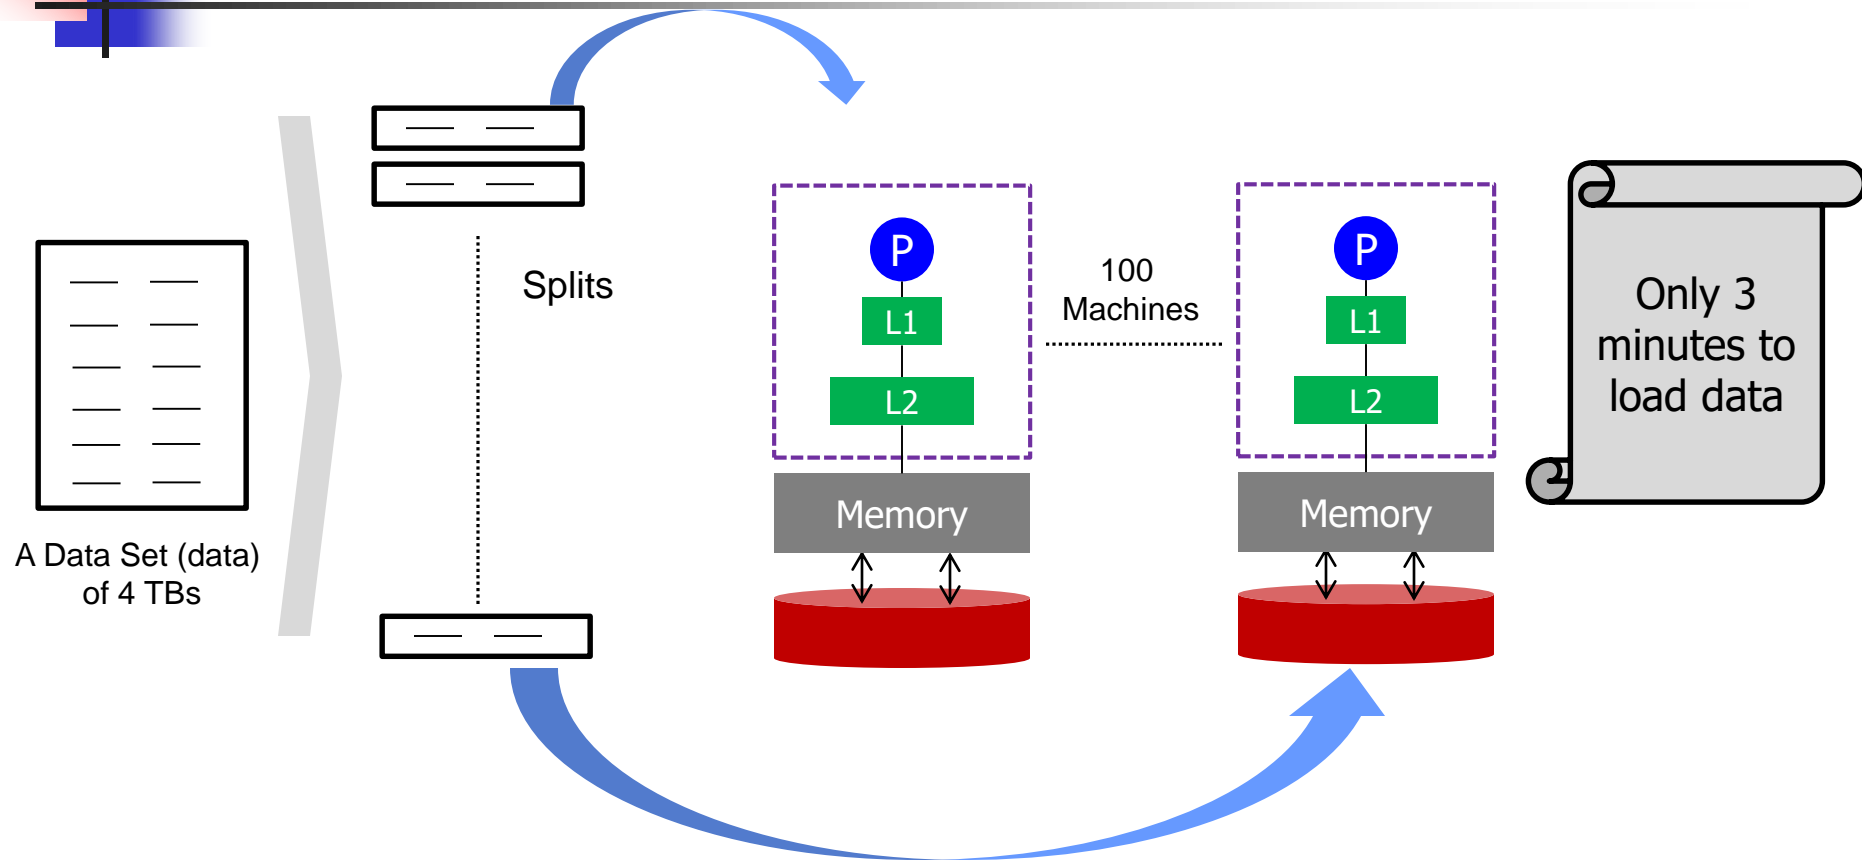 A Data Set (data)
of 4 TBs
Splits
P
L1
L2
Memory
100
Machines
P
L1
L2
Memory
Only 3
minutes to
load data